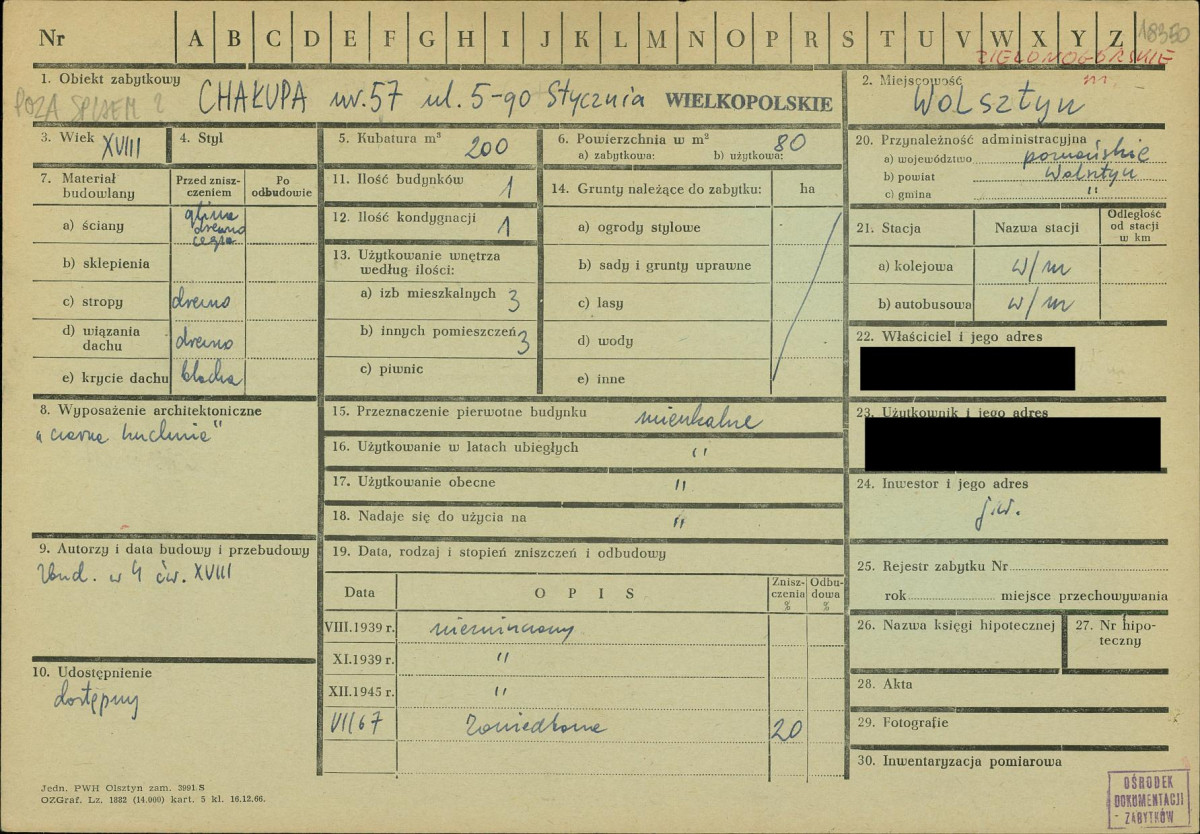 Nr A B C D E F G H I J K L M N O P R S T U V W X Y Z 18350
ZIELONOGÓRSKIE
1. Obiekt zabytkowy
POZA SPISEM ?
CHAŁUPA nr. 57 ul. 5-go Stycznia WIELKOPOLSKIE
2. Miejscowość
Wolsztyn
3. Wiek XVIII
4. Styl
5. Kubatura m³ 200
6. Powierzchnia w m²
a) zabytkowa: b) użytkowa: 80
20. Przynależność administracyjna
a) województwo poznańskie
b) powiat Wolsztyn
c) gmina "
7. Materiał budowlany
Przed zniszczeniem
Po odbudowie
a) ściany glina drewno cegła
b) sklepienia
c) stropy drewno
d) wiązania dachu drewno
e) krycie dachu blacha
11. Ilość budynków 1
12. Ilość kondygnacji 1
13. Użytkowanie wnętrza według ilości:
a) izb mieszkalnych 3
b) innych pomieszczeń 3
c) piwnic
14. Grunty należące do zabytku: ha
a) ogrody stylowe
b) sady i grunty uprawne
c) lasy
d) wody
e) inne
21. Stacja
Nazwa stacji
Odległość od stacji w km
a) kolejowa w/m
b) autobusowa w/m
22. Właściciel i jego adres
23. Użytkownik i jego adres
24. Inwestor i jego adres
j.w.
8. Wyposażenie architektoniczne
„czarna kuchnia"
15. Przeznaczenie pierwotne budynku mieszkalne
16. Użytkowanie w latach ubiegłych "
17. Użytkowanie obecne "
18. Nadaje się do użycia na "
9. Autorzy i data budowy i przebudowy
Zbud. w 4 ćw. XVIII
10. Udostępnienie
dostępny
19. Data, rodzaj i stopień zniszczeń i odbudowy
Data
OPIS
Zniszczenia %
Odbudowa %
VIII.1939 r. niezniszczony
XI.1939 r. "
XII.1945 r. "
VII/67 zaniedbana 20
25. Rejestr zabytku Nr
rok miejsce przechowywania
26. Nazwa księgi hipotecznej
27. Nr hipoteczny
28. Akta
29. Fotografie
30. Inwentaryzacja pomiarowa
Jedn. PWH Olsztyn zam. 3991.S
OZGraf. Lz. 1882 (14.000) kart. 5 kl. 16.12.66.
OŚRODEK
DOKUMENTACJI
- ZABYTKÓW